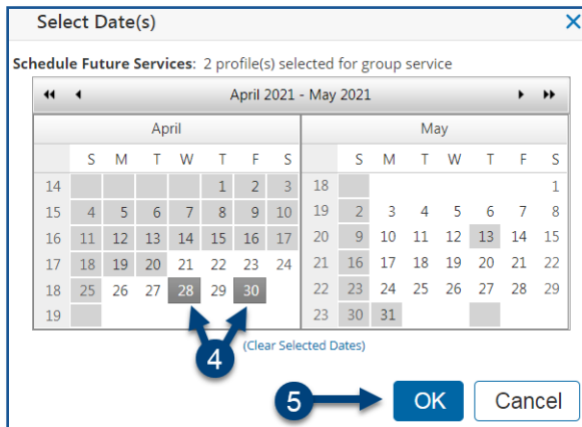 Select Date(s)
Schedule Future Services: 2 profile(s) selected for group service
April 2021 - May 2021
April May
S M T W T F S S M T W T F S
14 1 2 3 18 1
15 4 5 6 7 8 9 10 19 2 3 4 5 6 7 8
16 11 12 13 14 15 16 17 20 9 10 11 12 13 14 15
17 18 19 20 21 22 23 24 21 16 17 18 19 20 21 22
18 25 26 27 28 29 30 22 23 24 25 26 27 28 29
19 23 30 31
4 (Clear Selected Dates)
5 OK Cancel